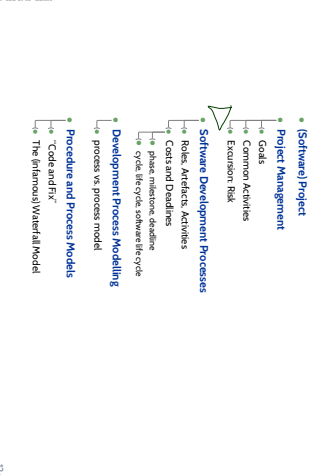 (Software) Project
Project Management
Goals
Common Activities
Excursion: Risk
Software Development Processes
Roles, Artefacts, Activities
Costs and Deadlines
phase, milestone, deadline
cycle, life cycle, software life cycle
Development Process Modelling
process vs. process model
Procedure and Process Models
"Code and Fix"
The (infamous) Waterfall Model